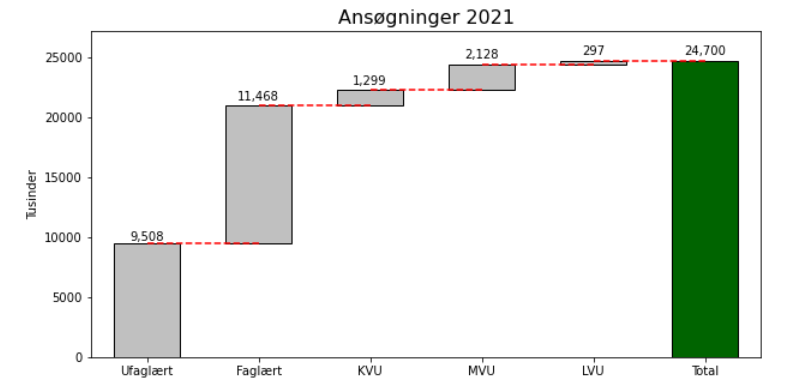 Ansøgninger 2021
Tusinder
25000
20000
15000
10000
5000
0
9,508
11,468
1,299
2,128
297
24,700
Ufaglært
Faglært
KVU
MVU
LVU
Total